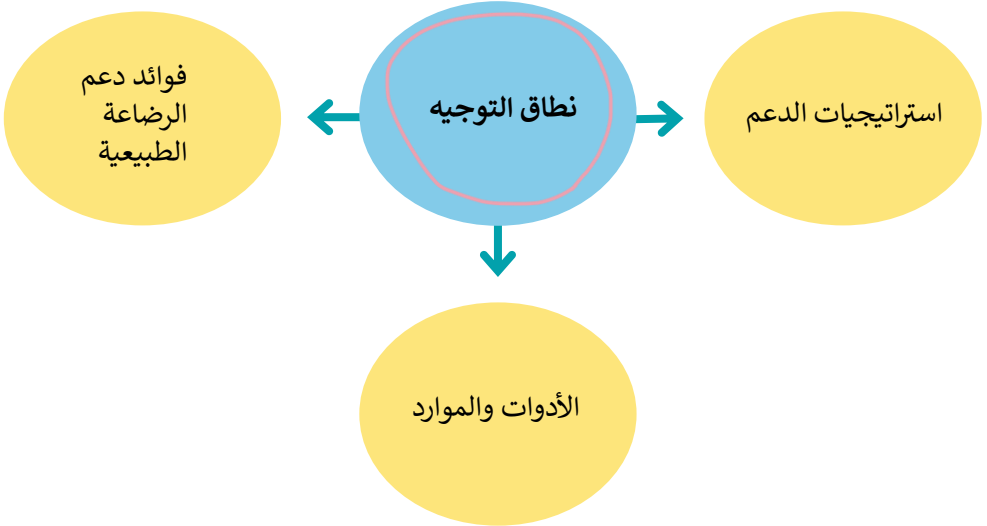 نطاق التوجيه
استراتيجيات الدعم
فوائد دعم
الرضاعة
الطبيعية
الأدوات والموارد